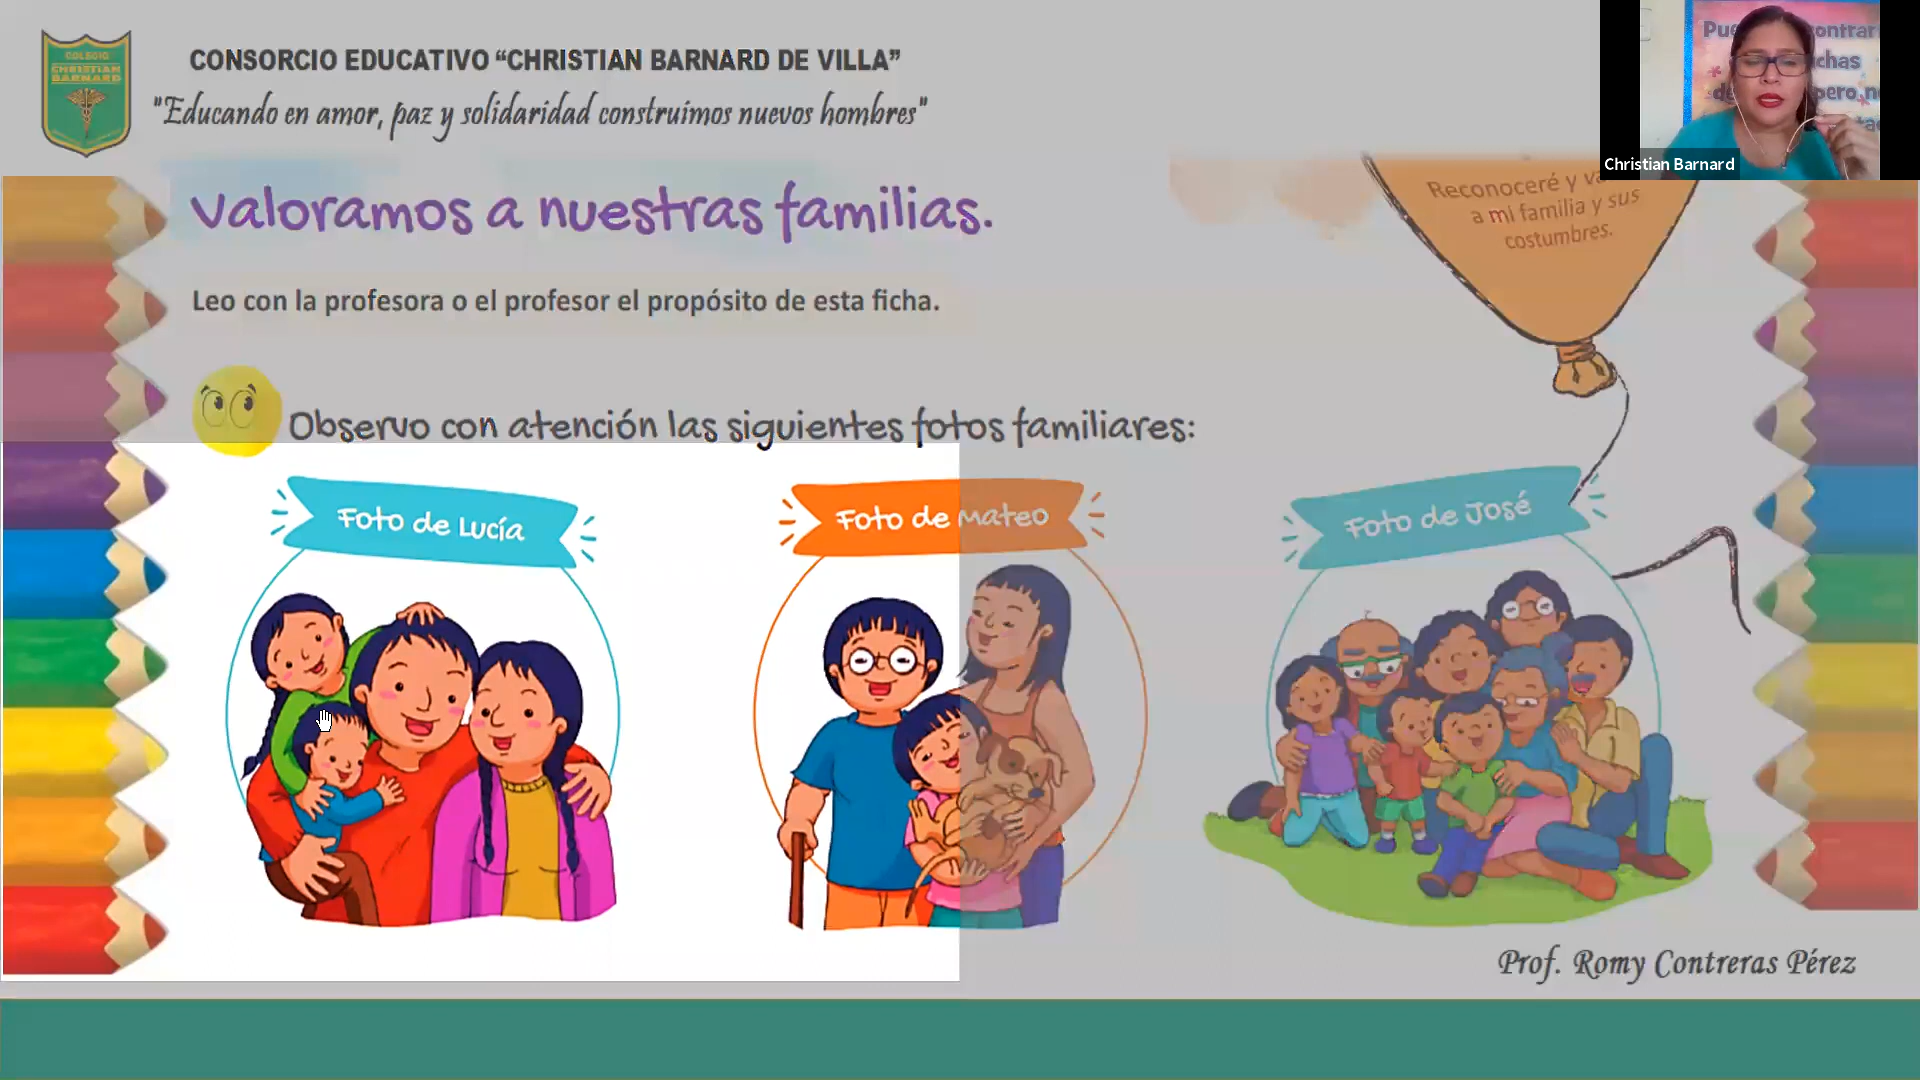 COLEGIO
CHRISTIAN
BARNARD
CONSORCIO EDUCATIVO “CHRISTIAN BARNARD DE VILLA”
"Educando en amor, paz y solidaridad construimos nuevos hombres"
Valoramos a nuestras familias.
Leo con la profesora o el profesor el propósito de esta ficha.
Reconoceré y
a mi familia y sus
costumbres.
Christian Barnard
Observo con atención las siguientes fotos familiares:
Foto de Lucía
Foto de Mateo
Foto de José
Prof. Romy Contreras Pérez